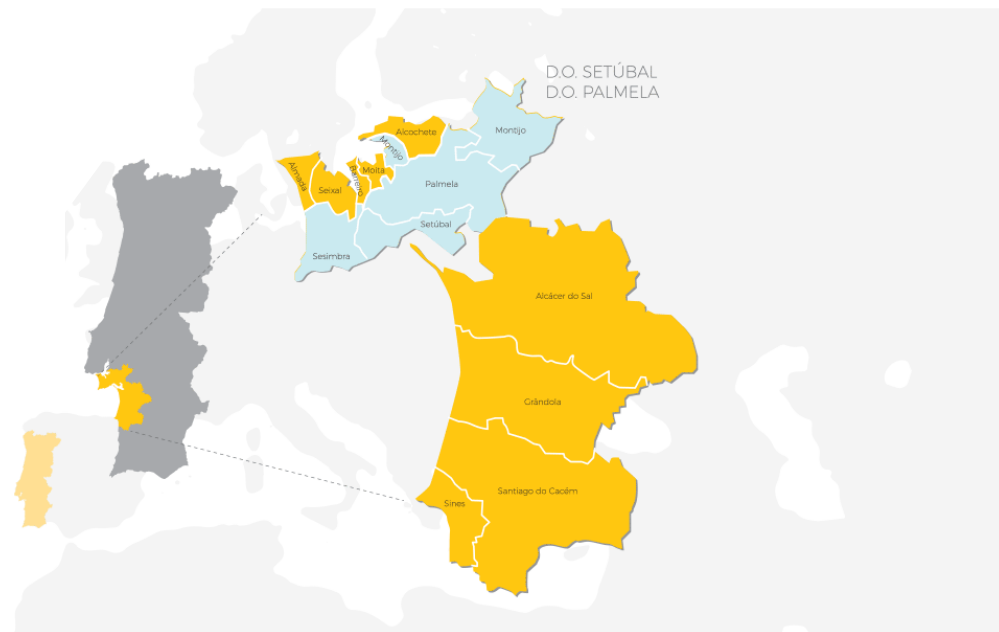 D.O. SETÚBAL
D.O. PALMELA
Montijo
Alcochete
Montijo
Almada
Seixal
Barreiro
Moita
Palmela
Setúbal
Sesimbra
Alcácer do Sal
Grândola
Santiago do Cacém
Sines